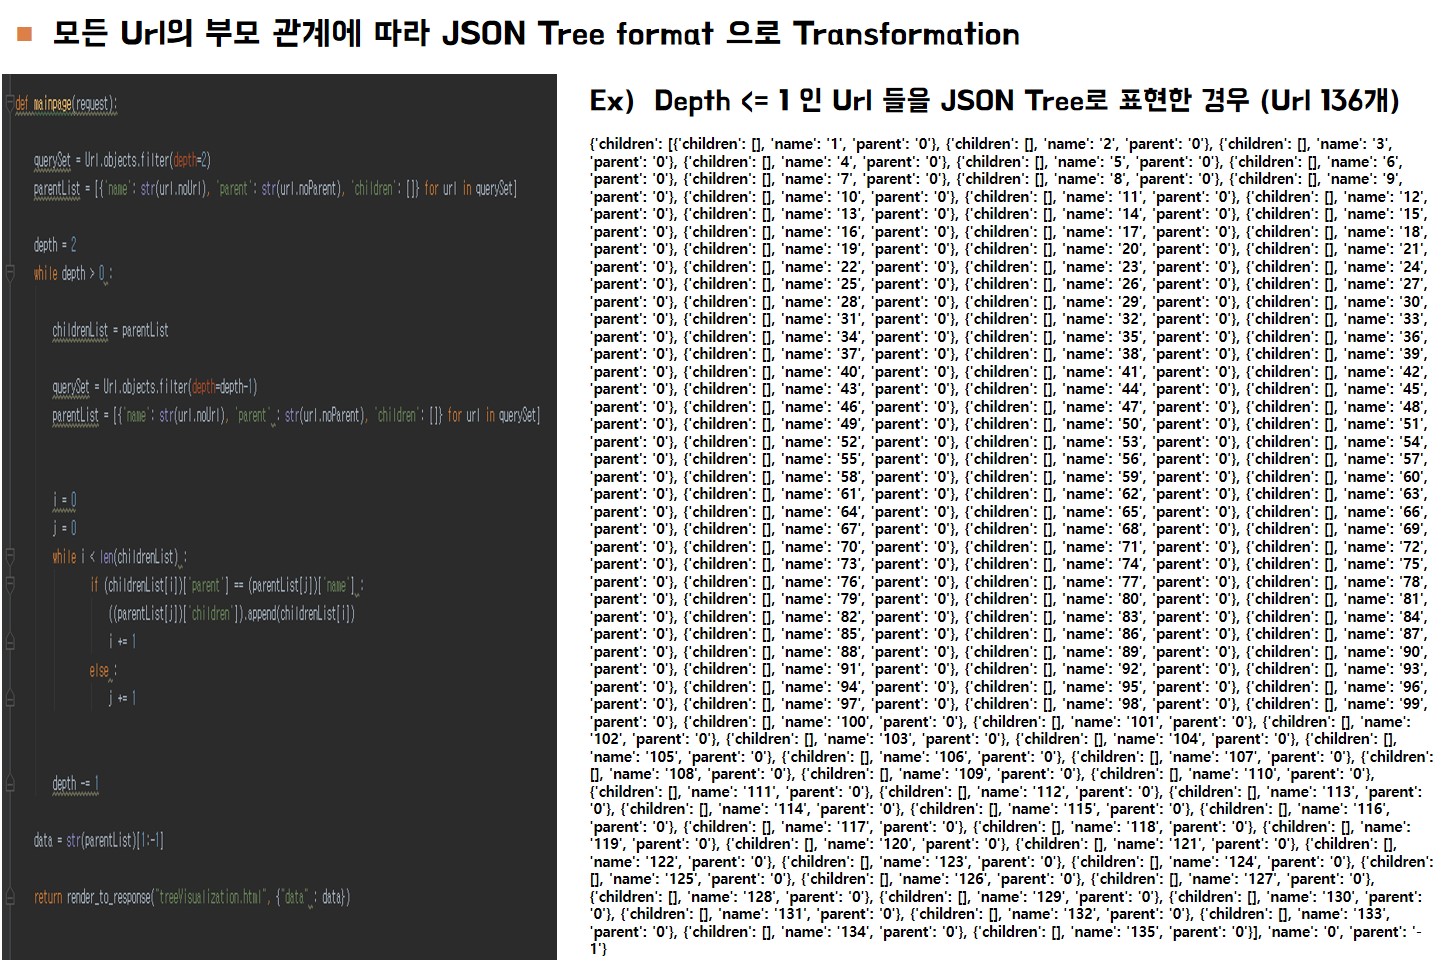 모든 Url의 부모 관계에 따라 JSON Tree format 으로 Transformation
def mainpage(request):
querySet = Url.objects.filter(depth=2)
parentList = [{'name': str(url.noUrl), 'parent': str(url.noParent), 'children': []} for url in querySet]
depth = 2
while depth > 0 :
childrenList = parentList
querySet = Url.objects.filter(depth=depth-1)
parentList = [{'name': str(url.noUrl), 'parent' : str(url.noParent), 'children': []} for url in querySet]
i = 0
j = 0
while i < len(childrenList) :
if (childrenList[i])['parent'] == (parentList[j])['name'] :
((parentList[j])['children']).append(childrenList[i])
i += 1
else :
j += 1
depth -= 1
data = str(parentList)[1:-1]
return render_to_response("treeVisualization.html", {"data" : data})
Ex) Depth <= 1 인 Url 들을 JSON Tree로 표현한 경우 (Url 136개)
{'children': [{'children': [], 'name': '1', 'parent': '0'}, {'children': [], 'name': '2', 'parent': '0'}, {'children': [], 'name': '3',
'parent': '0'}, {'children': [], 'name': '4', 'parent': '0'}, {'children': [], 'name': '5', 'parent': '0'}, {'children': [], 'name': '6',
'parent': '0'}, {'children': [], 'name': '7', 'parent': '0'}, {'children': [], 'name': '8', 'parent': '0'}, {'children': [], 'name': '9',
'parent': '0'}, {'children': [], 'name': '10', 'parent': '0'}, {'children': [], 'name': '11', 'parent': '0'}, {'children': [], 'name': '12',
'parent': '0'}, {'children': [], 'name': '13', 'parent': '0'}, {'children': [], 'name': '14', 'parent': '0'}, {'children': [], 'name': '15',
'parent': '0'}, {'children': [], 'name': '16', 'parent': '0'}, {'children': [], 'name': '17', 'parent': '0'}, {'children': [], 'name': '18',
'parent': '0'}, {'children': [], 'name': '19', 'parent': '0'}, {'children': [], 'name': '20', 'parent': '0'}, {'children': [], 'name': '21',
'parent': '0'}, {'children': [], 'name': '22', 'parent': '0'}, {'children': [], 'name': '23', 'parent': '0'}, {'children': [], 'name': '24',
'parent': '0'}, {'children': [], 'name': '25', 'parent': '0'}, {'children': [], 'name': '26', 'parent': '0'}, {'children': [], 'name': '27',
'parent': '0'}, {'children': [], 'name': '28', 'parent': '0'}, {'children': [], 'name': '29', 'parent': '0'}, {'children': [], 'name': '30',
'parent': '0'}, {'children': [], 'name': '31', 'parent': '0'}, {'children': [], 'name': '32', 'parent': '0'}, {'children': [], 'name': '33',
'parent': '0'}, {'children': [], 'name': '34', 'parent': '0'}, {'children': [], 'name': '35', 'parent': '0'}, {'children': [], 'name': '36',
'parent': '0'}, {'children': [], 'name': '37', 'parent': '0'}, {'children': [], 'name': '38', 'parent': '0'}, {'children': [], 'name': '39',
'parent': '0'}, {'children': [], 'name': '40', 'parent': '0'}, {'children': [], 'name': '41', 'parent': '0'}, {'children': [], 'name': '42',
'parent': '0'}, {'children': [], 'name': '43', 'parent': '0'}, {'children': [], 'name': '44', 'parent': '0'}, {'children': [], 'name': '45',
'parent': '0'}, {'children': [], 'name': '46', 'parent': '0'}, {'children': [], 'name': '47', 'parent': '0'}, {'children': [], 'name': '48',
'parent': '0'}, {'children': [], 'name': '49', 'parent': '0'}, {'children': [], 'name': '50', 'parent': '0'}, {'children': [], 'name': '51',
'parent': '0'}, {'children': [], 'name': '52', 'parent': '0'}, {'children': [], 'name': '53', 'parent': '0'}, {'children': [], 'name': '54',
'parent': '0'}, {'children': [], 'name': '55', 'parent': '0'}, {'children': [], 'name': '56', 'parent': '0'}, {'children': [], 'name': '57',
'parent': '0'}, {'children': [], 'name': '58', 'parent': '0'}, {'children': [], 'name': '59', 'parent': '0'}, {'children': [], 'name': '60',
'parent': '0'}, {'children': [], 'name': '61', 'parent': '0'}, {'children': [], 'name': '62', 'parent': '0'}, {'children': [], 'name': '63',
'parent': '0'}, {'children': [], 'name': '64', 'parent': '0'}, {'children': [], 'name': '65', 'parent': '0'}, {'children': [], 'name': '66',
'parent': '0'}, {'children': [], 'name': '67', 'parent': '0'}, {'children': [], 'name': '68', 'parent': '0'}, {'children': [], 'name': '69',
'parent': '0'}, {'children': [], 'name': '70', 'parent': '0'}, {'children': [], 'name': '71', 'parent': '0'}, {'children': [], 'name': '72',
'parent': '0'}, {'children': [], 'name': '73', 'parent': '0'}, {'children': [], 'name': '74', 'parent': '0'}, {'children': [], 'name': '75',
'parent': '0'}, {'children': [], 'name': '76', 'parent': '0'}, {'children': [], 'name': '77', 'parent': '0'}, {'children': [], 'name': '78',
'parent': '0'}, {'children': [], 'name': '79', 'parent': '0'}, {'children': [], 'name': '80', 'parent': '0'}, {'children': [], 'name': '81',
'parent': '0'}, {'children': [], 'name': '82', 'parent': '0'}, {'children': [], 'name': '83', 'parent': '0'}, {'children': [], 'name': '84',
'parent': '0'}, {'children': [], 'name': '85', 'parent': '0'}, {'children': [], 'name': '86', 'parent': '0'}, {'children': [], 'name': '87',
'parent': '0'}, {'children': [], 'name': '88', 'parent': '0'}, {'children': [], 'name': '89', 'parent': '0'}, {'children': [], 'name': '90',
'parent': '0'}, {'children': [], 'name': '91', 'parent': '0'}, {'children': [], 'name': '92', 'parent': '0'}, {'children': [], 'name': '93',
'parent': '0'}, {'children': [], 'name': '94', 'parent': '0'}, {'children': [], 'name': '95', 'parent': '0'}, {'children': [], 'name': '96',
'parent': '0'}, {'children': [], 'name': '97', 'parent': '0'}, {'children': [], 'name': '98', 'parent': '0'}, {'children': [], 'name': '99',
'parent': '0'}, {'children': [], 'name': '100', 'parent': '0'}, {'children': [], 'name': '101', 'parent': '0'}, {'children': [], 'name':
'102', 'parent': '0'}, {'children': [], 'name': '103', 'parent': '0'}, {'children': [], 'name': '104', 'parent': '0'}, {'children': [],
'name': '105', 'parent': '0'}, {'children': [], 'name': '106', 'parent': '0'}, {'children': [], 'name': '107', 'parent': '0'}, {'children':
[], 'name': '108', 'parent': '0'}, {'children': [], 'name': '109', 'parent': '0'}, {'children': [], 'name': '110', 'parent': '0'},
{'children': [], 'name': '111', 'parent': '0'}, {'children': [], 'name': '112', 'parent': '0'}, {'children': [], 'name': '113', 'parent':
'0'}, {'children': [], 'name': '114', 'parent': '0'}, {'children': [], 'name': '115', 'parent': '0'}, {'children': [], 'name': '116',
'parent': '0'}, {'children': [], 'name': '117', 'parent': '0'}, {'children': [], 'name': '118', 'parent': '0'}, {'children': [], 'name':
'119', 'parent': '0'}, {'children': [], 'name': '120', 'parent': '0'}, {'children': [], 'name': '121', 'parent': '0'}, {'children': [],
'name': '122', 'parent': '0'}, {'children': [], 'name': '123', 'parent': '0'}, {'children': [], 'name': '124', 'parent': '0'}, {'children':
[], 'name': '125', 'parent': '0'}, {'children': [], 'name': '126', 'parent': '0'}, {'children': [], 'name': '127', 'parent': '0'},
{'children': [], 'name': '128', 'parent': '0'}, {'children': [], 'name': '129', 'parent': '0'}, {'children': [], 'name': '130', 'parent':
'0'}, {'children': [], 'name': '131', 'parent': '0'}, {'children': [], 'name': '132', 'parent': '0'}, {'children': [], 'name': '133',
'parent': '0'}, {'children': [], 'name': '134', 'parent': '0'}, {'children': [], 'name': '135', 'parent': '0'}], 'name': '0', 'parent': '-
1'}